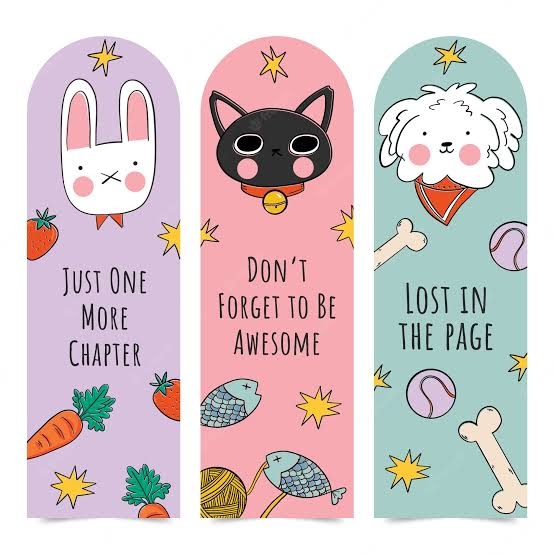 Just One
More
Chapter
Don't
Forget to Be
Awesome
Lost in
the page